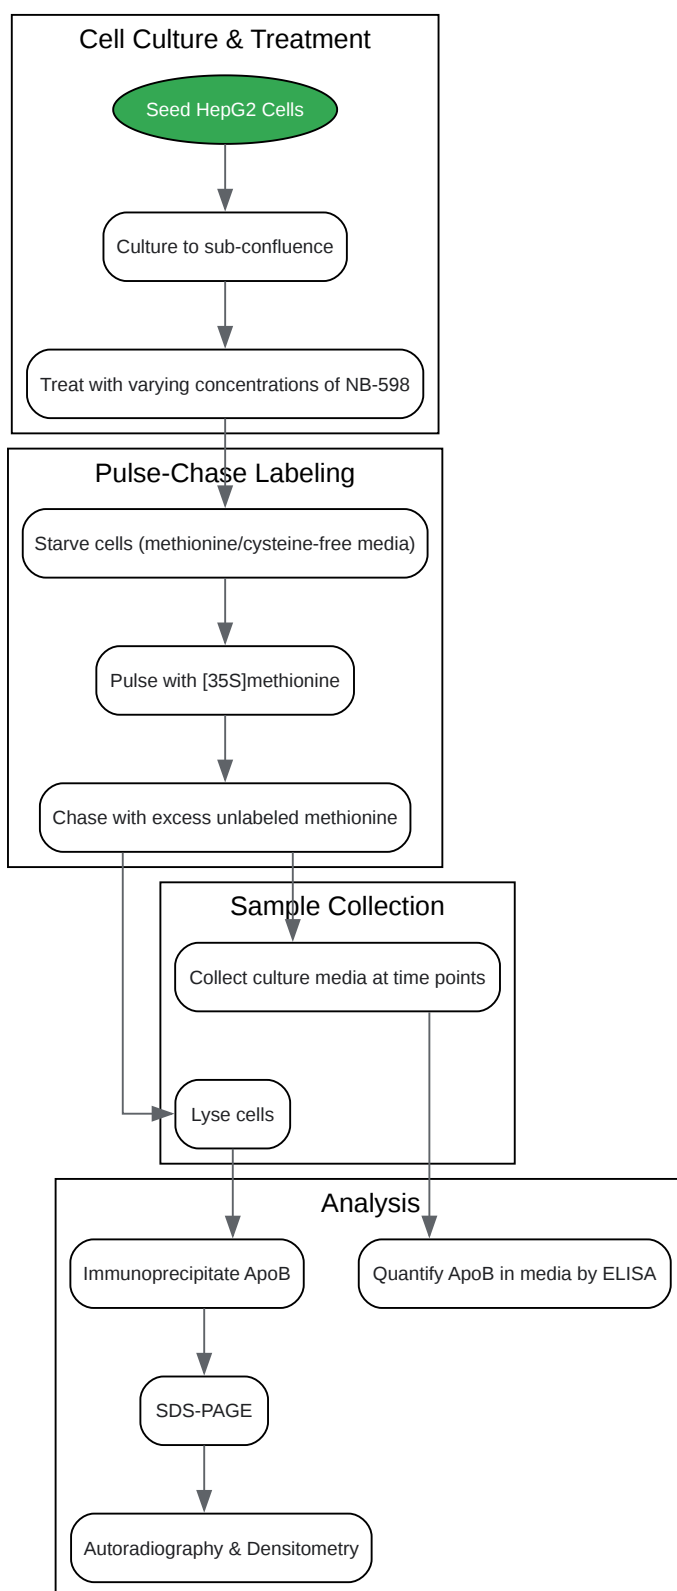 Cell Culture & Treatment
Seed HepG2 Cells
Culture to sub-confluence
Treat with varying concentrations of NB-598
Pulse-Chase Labeling
Starve cells (methionine/cysteine-free media)
Pulse with [35S]methionine
Chase with excess unlabeled methionine
Sample Collection
Collect culture media at time points
Lyse cells
Analysis
Immunoprecipitate ApoB
Quantify ApoB in media by ELISA
SDS-PAGE
Autoradiography & Densitometry